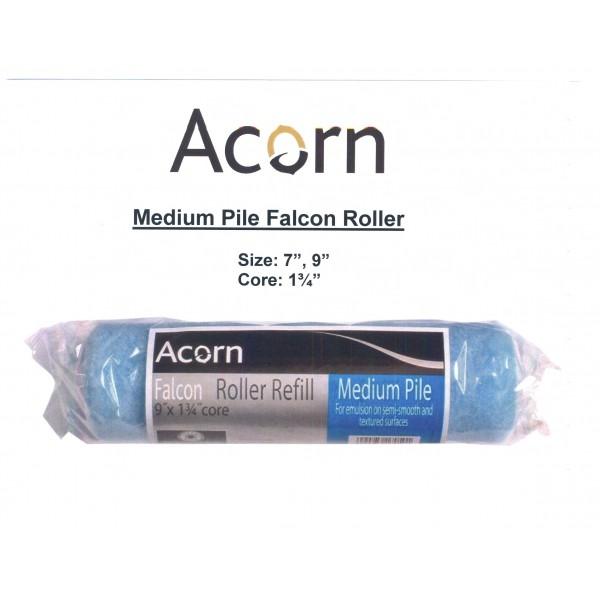 Acorn
Medium Pile Falcon Roller
Size: 7”, 9”
Core: 1¾”
Acorn
Falcon Roller Refill
9"x 1¾"core
Medium Pile
For emulsion on semi-smooth and
textured surfaces